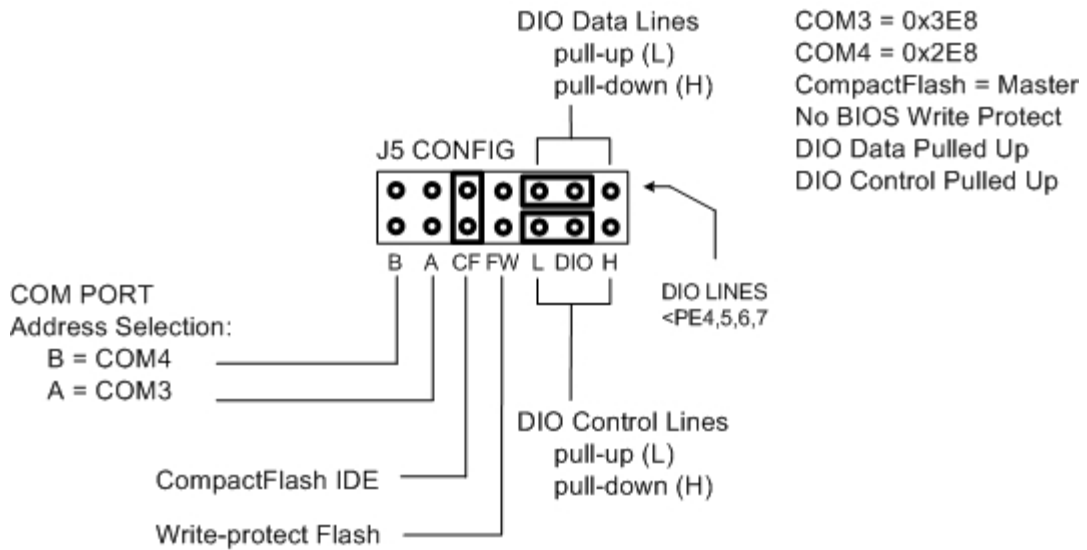 DIO Data Lines
pull-up (L)
pull-down (H)
COM3 = 0x3E8
COM4 = 0x2E8
CompactFlash = Master
No BIOS Write Protect
DIO Data Pulled Up
DIO Control Pulled Up
J5 CONFIG
B A CF FW L DIO H
DIO LINES
<PE4,5,6,7
COM PORT
Address Selection:
B = COM4
A = COM3
DIO Control Lines
pull-up (L)
pull-down (H)
CompactFlash IDE
Write-protect Flash